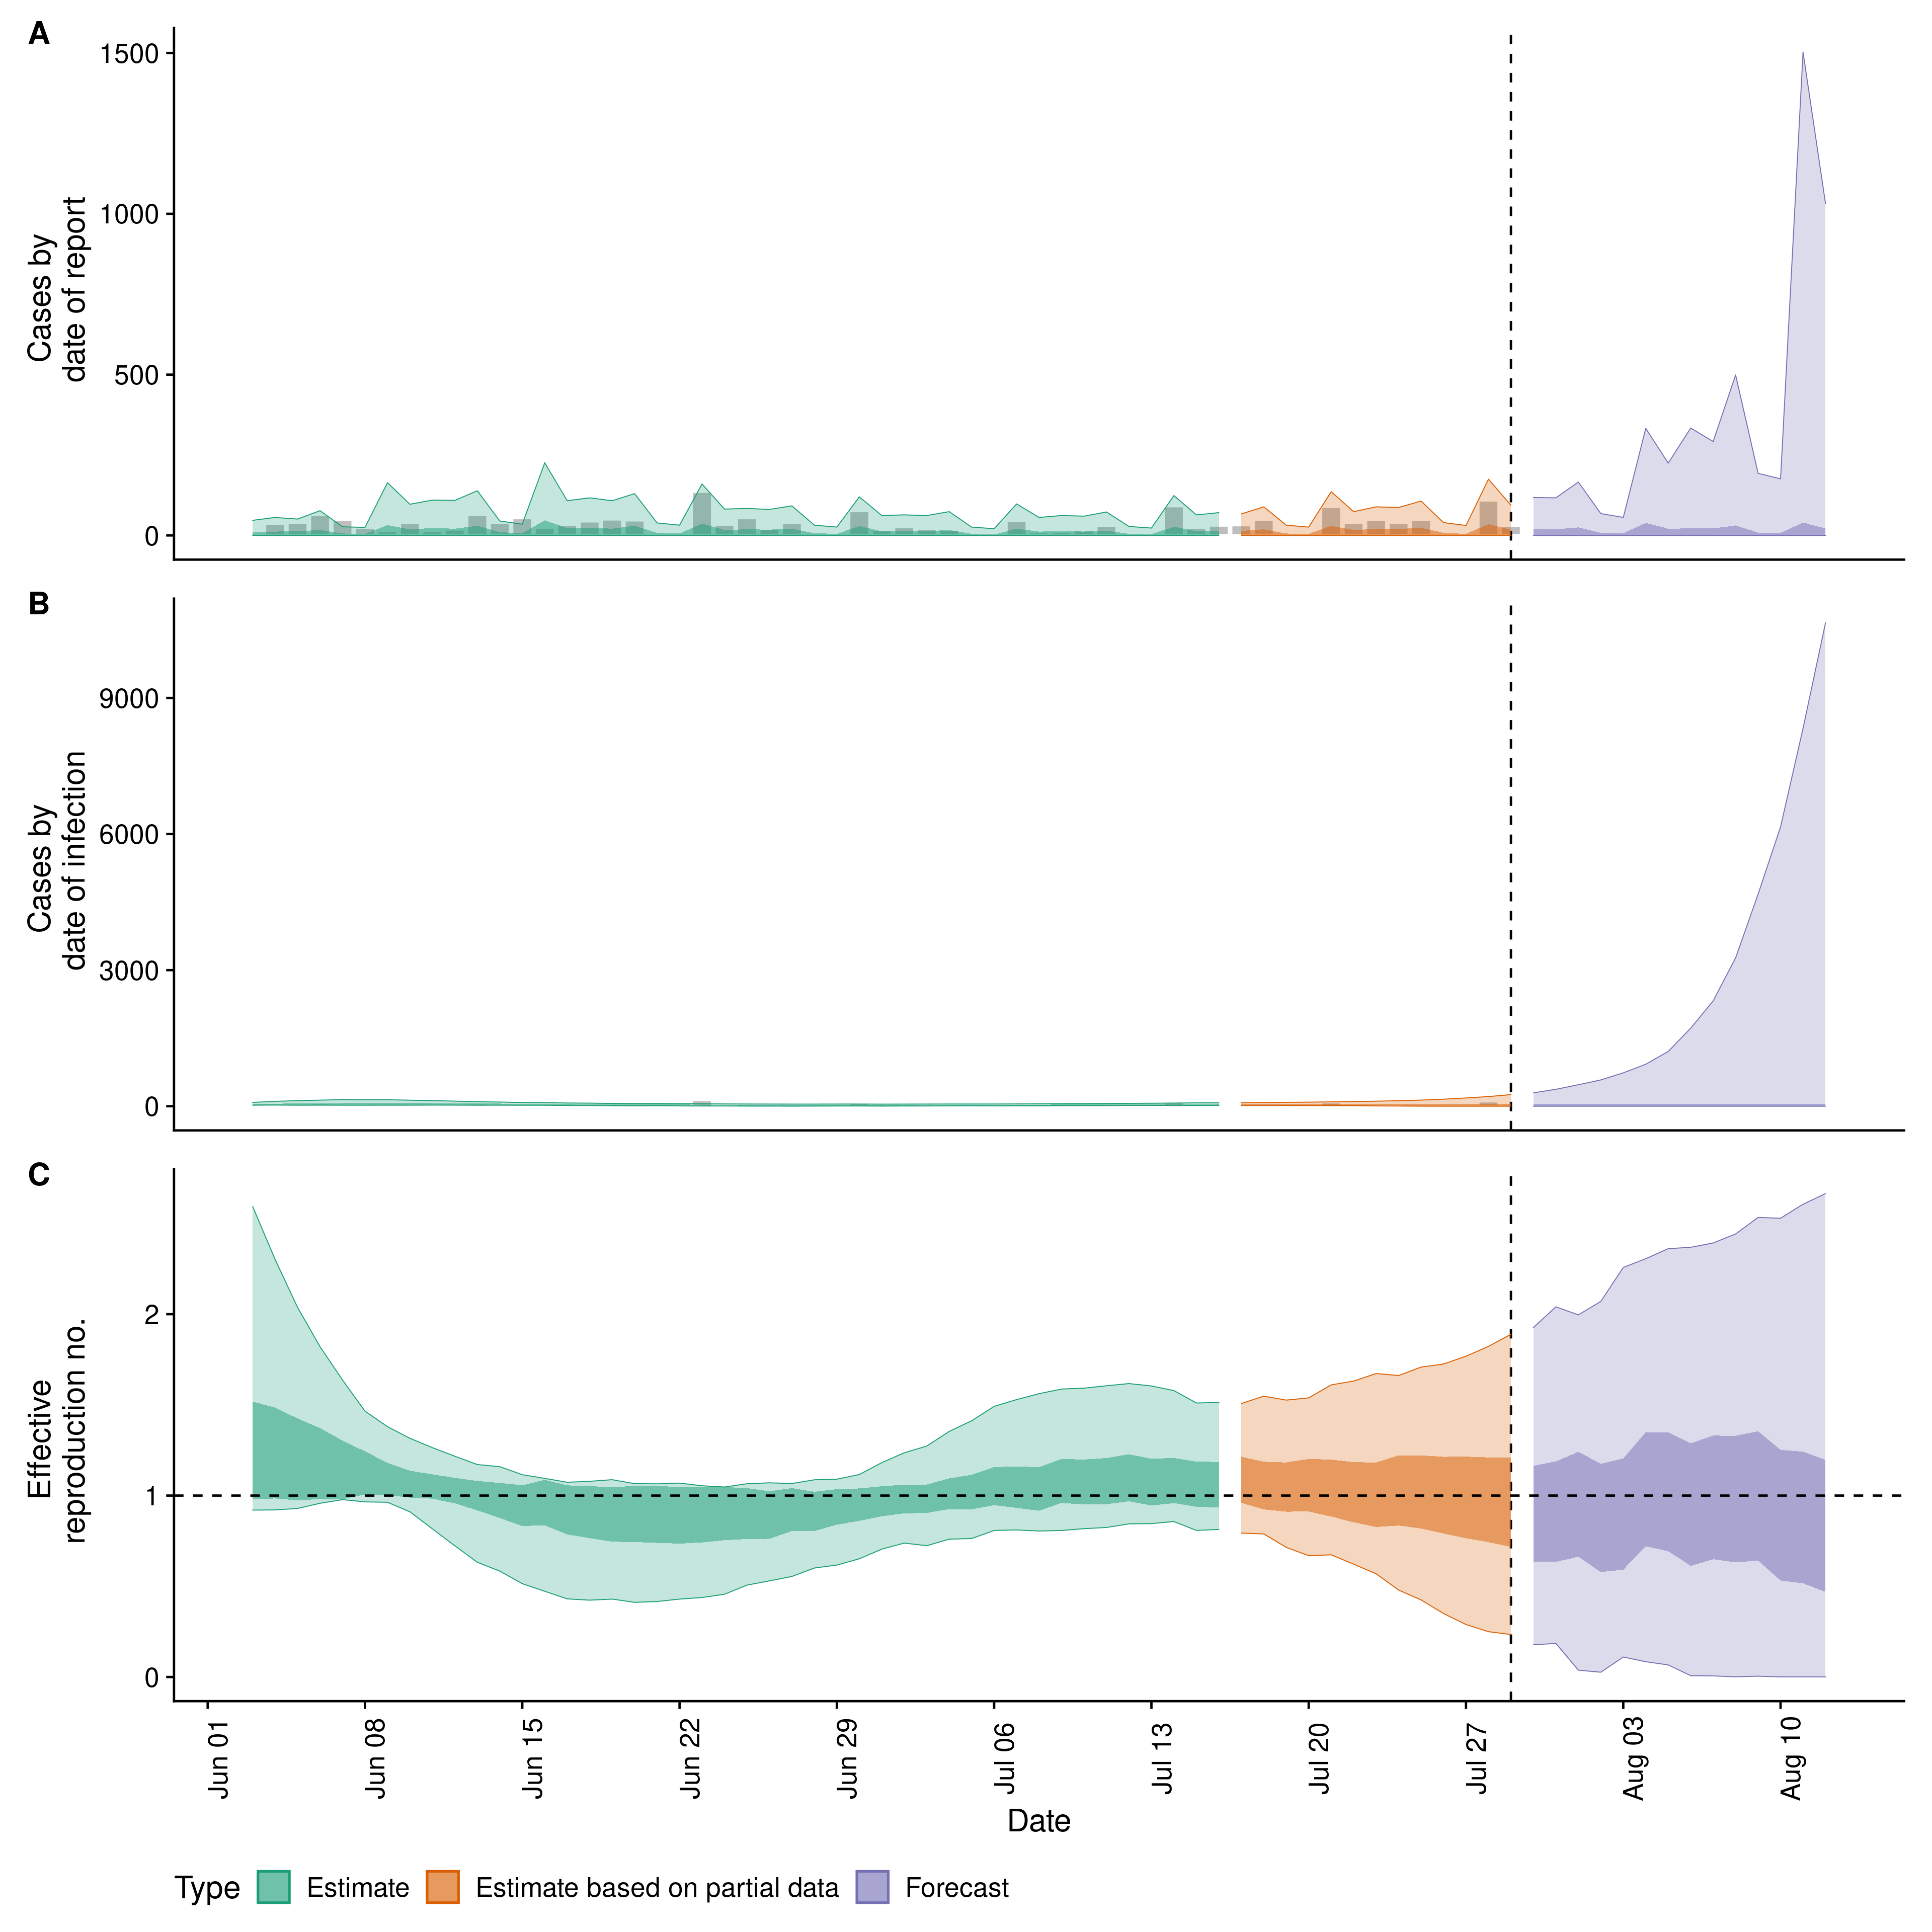 A
1500
1000
500
0
Cases by
date of report
B
9000
6000
3000
0
Cases by
date of infection
C
2
1
0
Effective
reproduction no.
Jun 01
Jun 08
Jun 15
Jun 22
Jun 29
Jul 06
Jul 13
Jul 20
Jul 27
Aug 03
Aug 10
Date
Type Estimate Estimate based on partial data Forecast